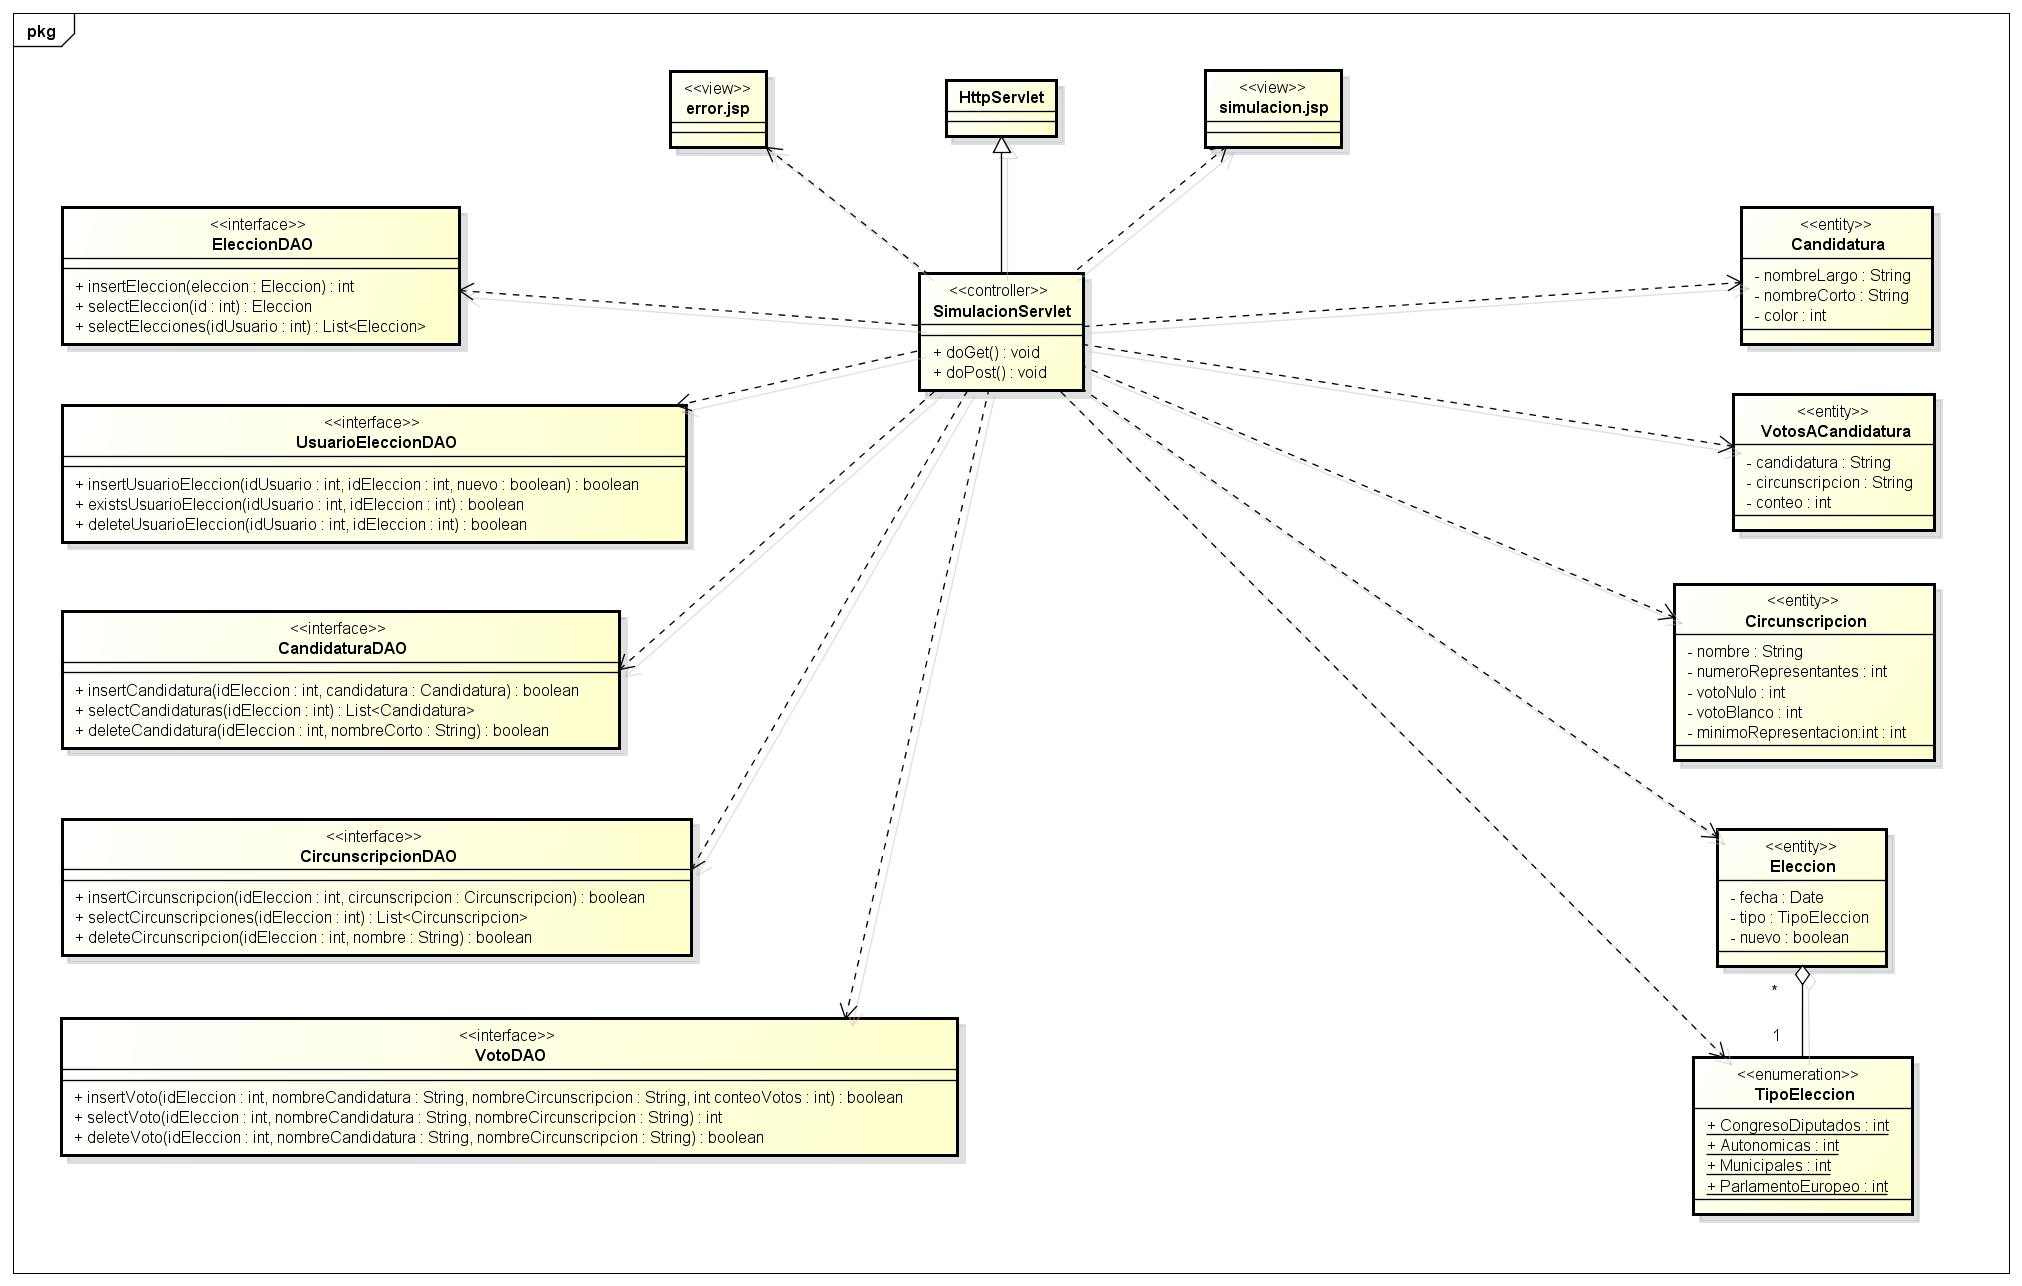 pkg
<<view>>
error.jsp
HttpServlet
<<view>>
simulacion.jsp
<<interface>>
EleccionDAO
+ insertEleccion(eleccion : Eleccion) : int
+ selectEleccion(id : int) : Eleccion
+ selectElecciones(idUsuario : int) : List<Eleccion>
<<controller>>
SimulacionServlet
+ doGet() : void
+ doPost() : void
<<entity>>
Candidatura
- nombreLargo : String
- nombreCorto : String
- color : int
<<interface>>
UsuarioEleccionDAO
+ insertUsuarioEleccion(idUsuario : int, idEleccion : int, nuevo : boolean) : boolean
+ existsUsuarioEleccion(idUsuario : int, idEleccion : int) : boolean
+ deleteUsuarioEleccion(idUsuario : int, idEleccion : int) : boolean
<<entity>>
VotosACandidatura
- candidatura : String
- circunscripcion : String
- conteo : int
<<interface>>
CandidaturaDAO
+ insertCandidatura(idEleccion : int, candidatura : Candidatura) : boolean
+ selectCandidaturas(idEleccion : int) : List<Candidatura>
+ deleteCandidatura(idEleccion : int, nombreCorto : String) : boolean
<<entity>>
Circunscripcion
- nombre : String
- numeroRepresentantes : int
- votoNulo : int
- votoBlanco : int
- minimoRepresentacion:int : int
<<interface>>
CircunscripcionDAO
+ insertCircunscripcion(idEleccion : int, circunscripcion : Circunscripcion) : boolean
+ selectCircunscripciones(idEleccion : int) : List<Circunscripcion>
+ deleteCircunscripcion(idEleccion : int, nombre : String) : boolean
<<entity>>
Eleccion
- fecha : Date
- tipo : TipoEleccion
- nuevo : boolean
*
1
<<interface>>
VotoDAO
+ insertVoto(idEleccion : int, nombreCandidatura : String, nombreCircunscripcion : String, int conteoVotos : int) : boolean
+ selectVoto(idEleccion : int, nombreCandidatura : String, nombreCircunscripcion : String) : int
+ deleteVoto(idEleccion : int, nombreCandidatura : String, nombreCircunscripcion : String) : boolean
<<enumeration>>
TipoEleccion
+ CongresoDiputados : int
+ Autonomicas : int
+ Municipales : int
+ ParlamentoEuropeo : int